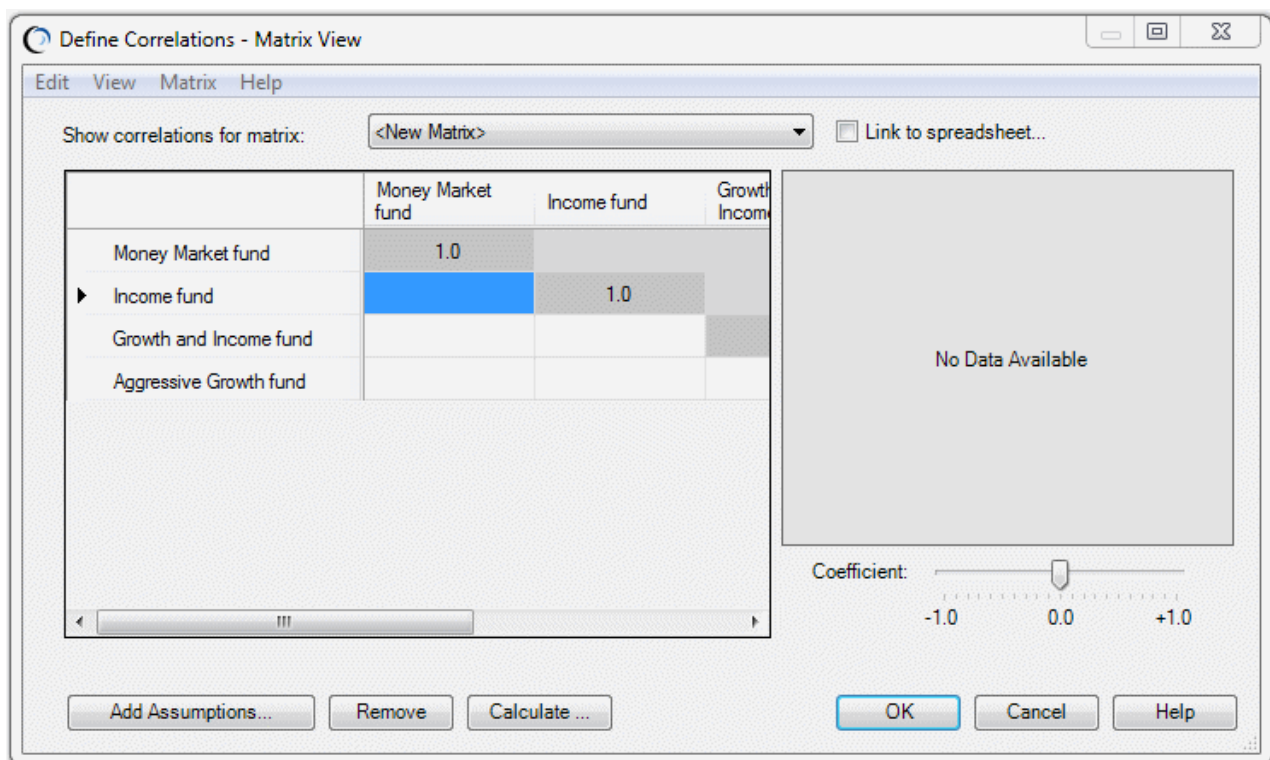 Define Correlations - Matrix View
Edit View Matrix Help
Show correlations for matrix: <New Matrix> Link to spreadsheet...
Money Market fund Income fund Growth Income
Money Market fund 1.0
Income fund 1.0
Growth and Income fund
Aggressive Growth fund
No Data Available
Coefficient:
-1.0 0.0 +1.0
Add Assumptions... Remove Calculate ... OK Cancel Help